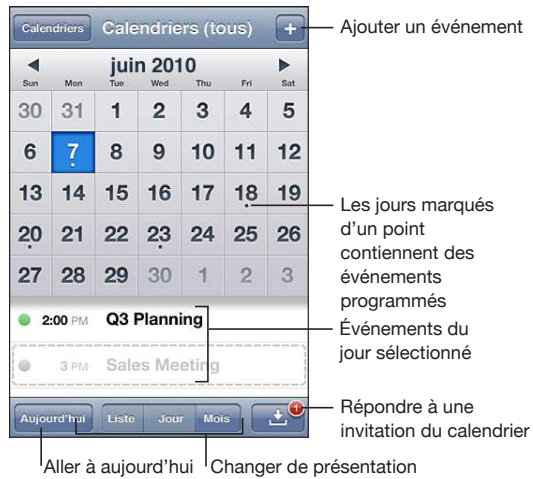 Calendriers
Calendriers (tous)
+
Ajouter un événement
juin 2010
Sun Mon Tue Wed Thu Fri Sat
30 31 1 2 3 4 5
6 7 8 9 10 11 12
13 14 15 16 17 18 19
20 21 22 23 24 25 26
27 28 29 30 1 2 3
Les jours marqués
d'un point
contiennent des
événements
programmés
2:00 PM Q3 Planning
3 PM Sales Meeting
Événements du
jour sélectionné
Aujourd'hui Liste Jour Mois
1
Répondre à une
invitation du calendrier
Aller à aujourd'hui
Changer de présentation